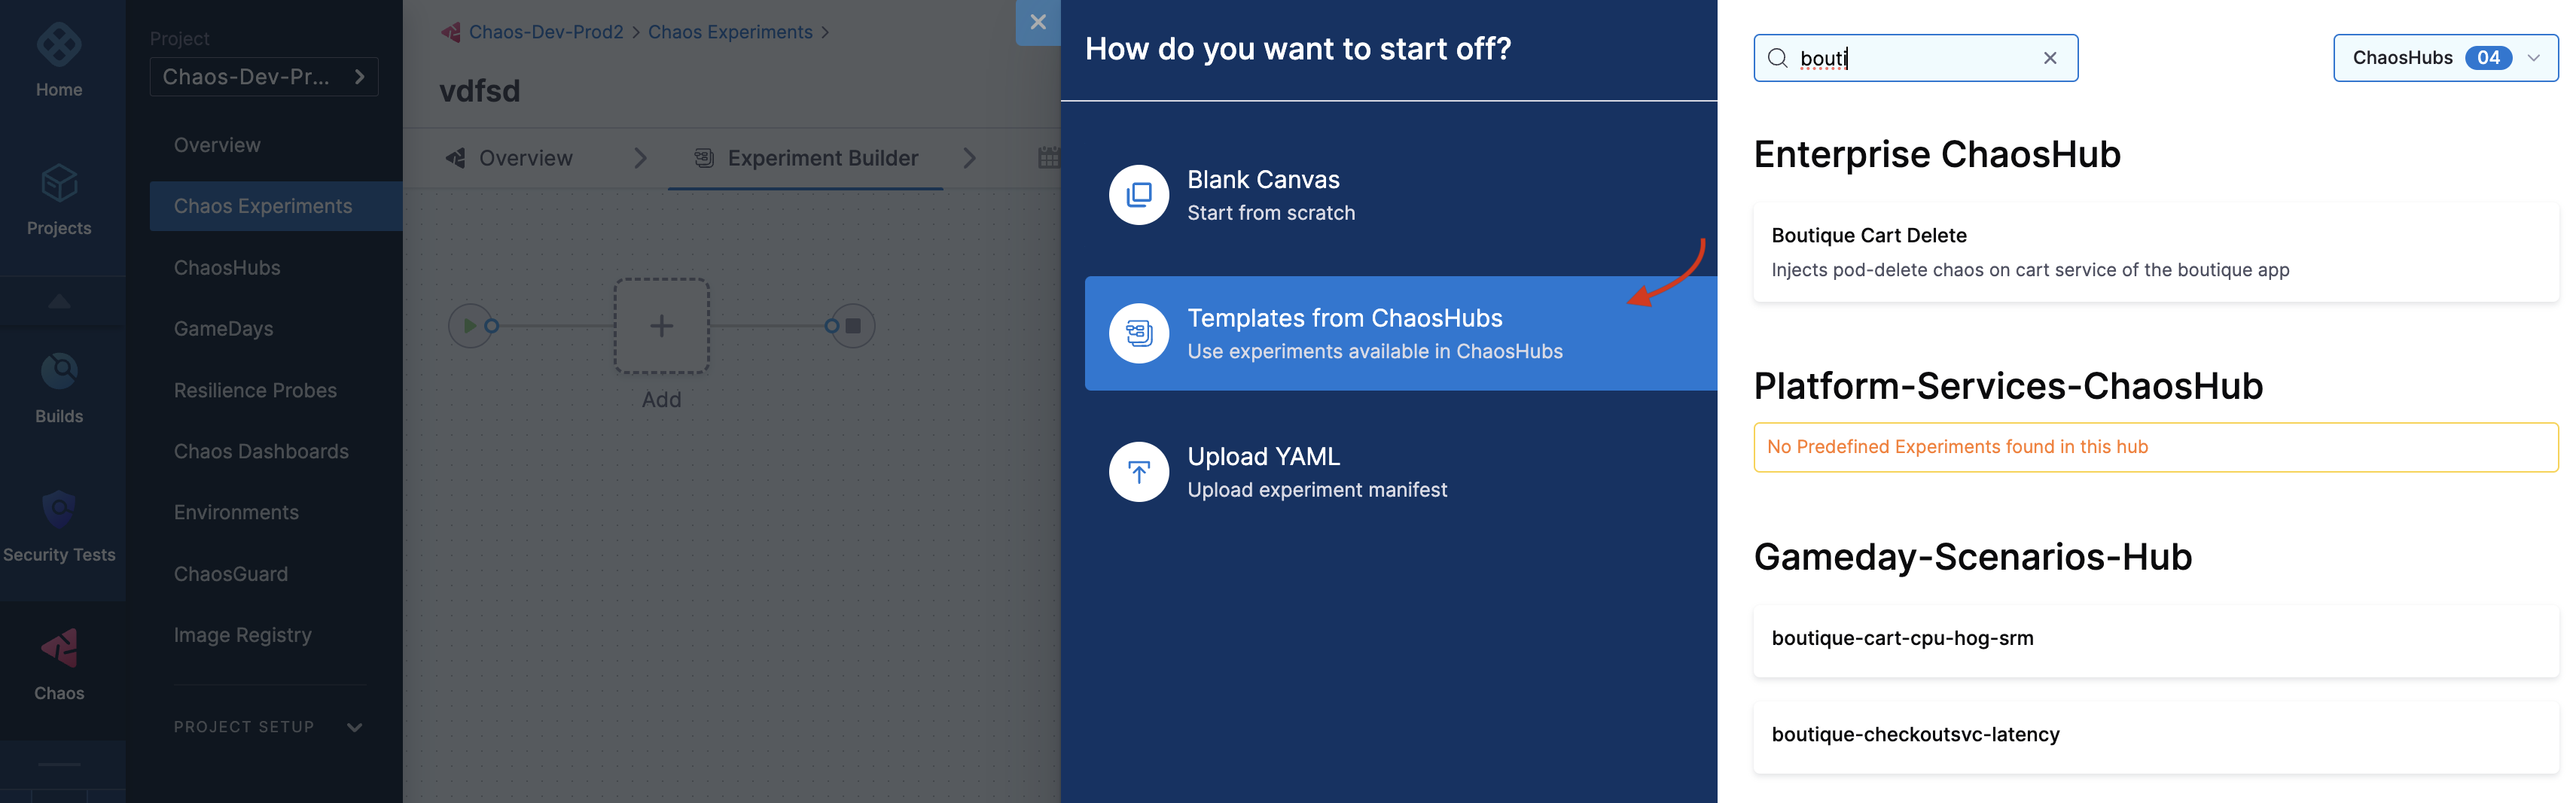 Home
Projects
Builds
Security Tests
Chaos
Project
Chaos-Dev-Pr...
Overview
Chaos Experiments
ChaosHubs
GameDays
Resilience Probes
Chaos Dashboards
Environments
ChaosGuard
Image Registry
PROJECT SETUP
Chaos-Dev-Prod2 > Chaos Experiments >
vdfsd
Overview
Experiment Builder
Add
How do you want to start off?
Blank Canvas
Start from scratch
Templates from ChaosHubs
Use experiments available in ChaosHubs
Upload YAML
Upload experiment manifest
bouti
ChaosHubs 04
Enterprise ChaosHub
Boutique Cart Delete
Injects pod-delete chaos on cart service of the boutique app
Platform-Services-ChaosHub
No Predefined Experiments found in this hub
Gameday-Scenarios-Hub
boutique-cart-cpu-hog-srm
boutique-checkoutsvc-latency